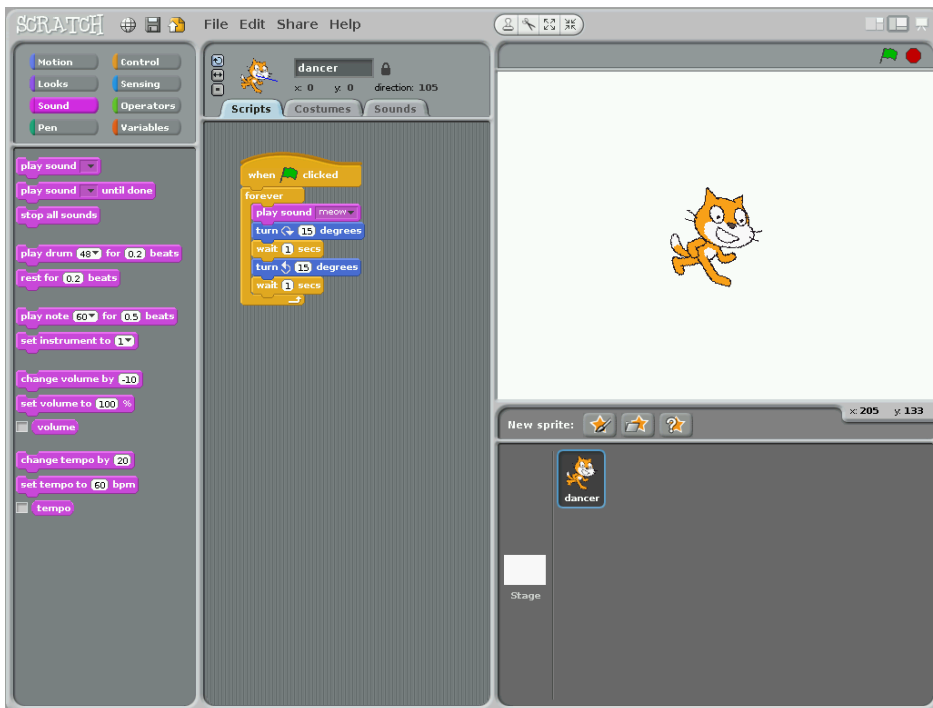 SCRATCH File Edit Share Help
Motion Control
Looks Sensing
Sound Operators
Pen Variables
play sound
play sound until done
stop all sounds
play drum 48 for 0.2 beats
rest for 0.2 beats
play note 60 for 0.5 beats
set instrument to 1
change volume by -10
set volume to 100 %
volume
change tempo by 20
set tempo to 60 bpm
tempo
dancer
x: 0 y: 0 direction: 105
Scripts Costumes Sounds
when clicked
forever
play sound meow
turn 15 degrees
wait 1 secs
turn 15 degrees
wait 1 secs
x: 205 y: 133
New sprite:
dancer
Stage